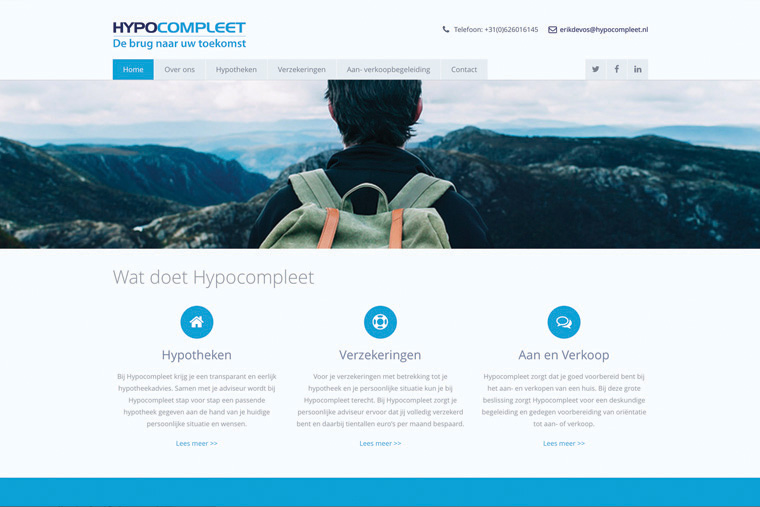 HYPOCOMPLEET
De brug naar uw toekomst
Telefoon: +31(0)626016145 erikdevos@hypocompleet.nl
Home Over ons Hypotheken Verzekeringen Aan- verkoopbegeleiding Contact
Wat doet Hypocompleet
Hypotheken
Bij Hypocompleet krijg je een transparant en eerlijk
hypotheekadvies. Samen met je adviseur wordt bij
Hypocompleet stap voor stap een passende
hypotheek gegeven aan de hand van je huidige
persoonlijke situatie en wensen.
Lees meer >>
Verzekeringen
Voor je verzekeringen met betrekking tot je
hypotheek en je persoonlijke situatie kun je bij
Hypocompleet terecht. Bij Hypocompleet zorgt je
persoonlijke adviseur ervoor dat jij volledig verzekerd
bent en daarbij tientallen euro's per maand bespaard.
Lees meer >>
Aan en Verkoop
Hypocompleet zorgt dat je goed voorbereid bent bij
het aan- en verkopen van een huis. Bij deze grote
beslissing zorgt Hypocompleet voor een deskundige
begeleiding en gedegen voorbereiding van oriëntatie
tot aan- of verkoop.
Lees meer >>